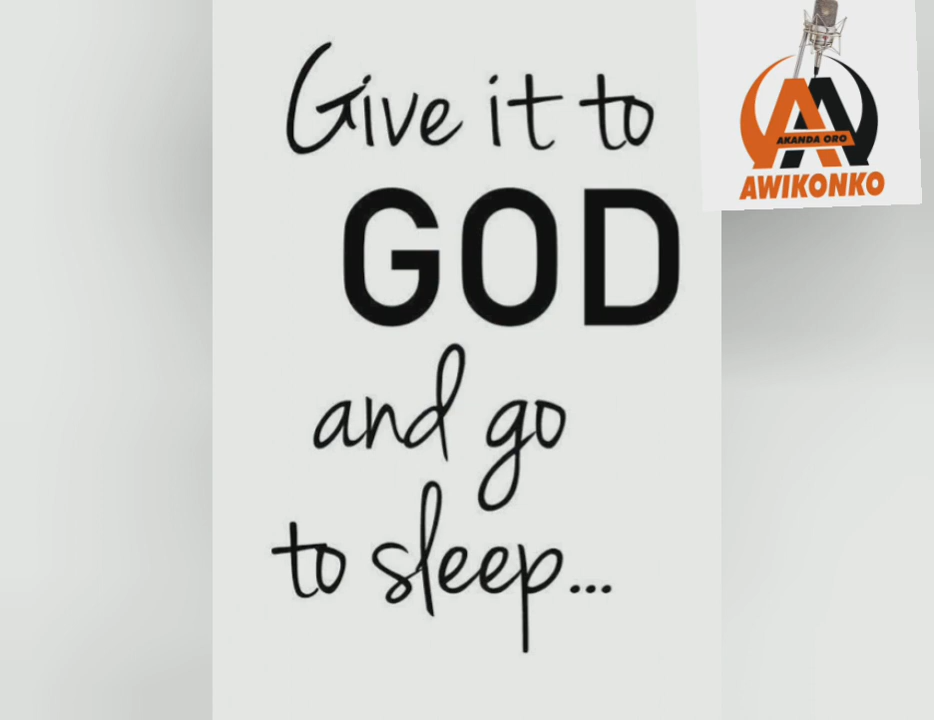 Give it to
GOD
and go
to sleep...
AKANDA ORO
AWIKONKO